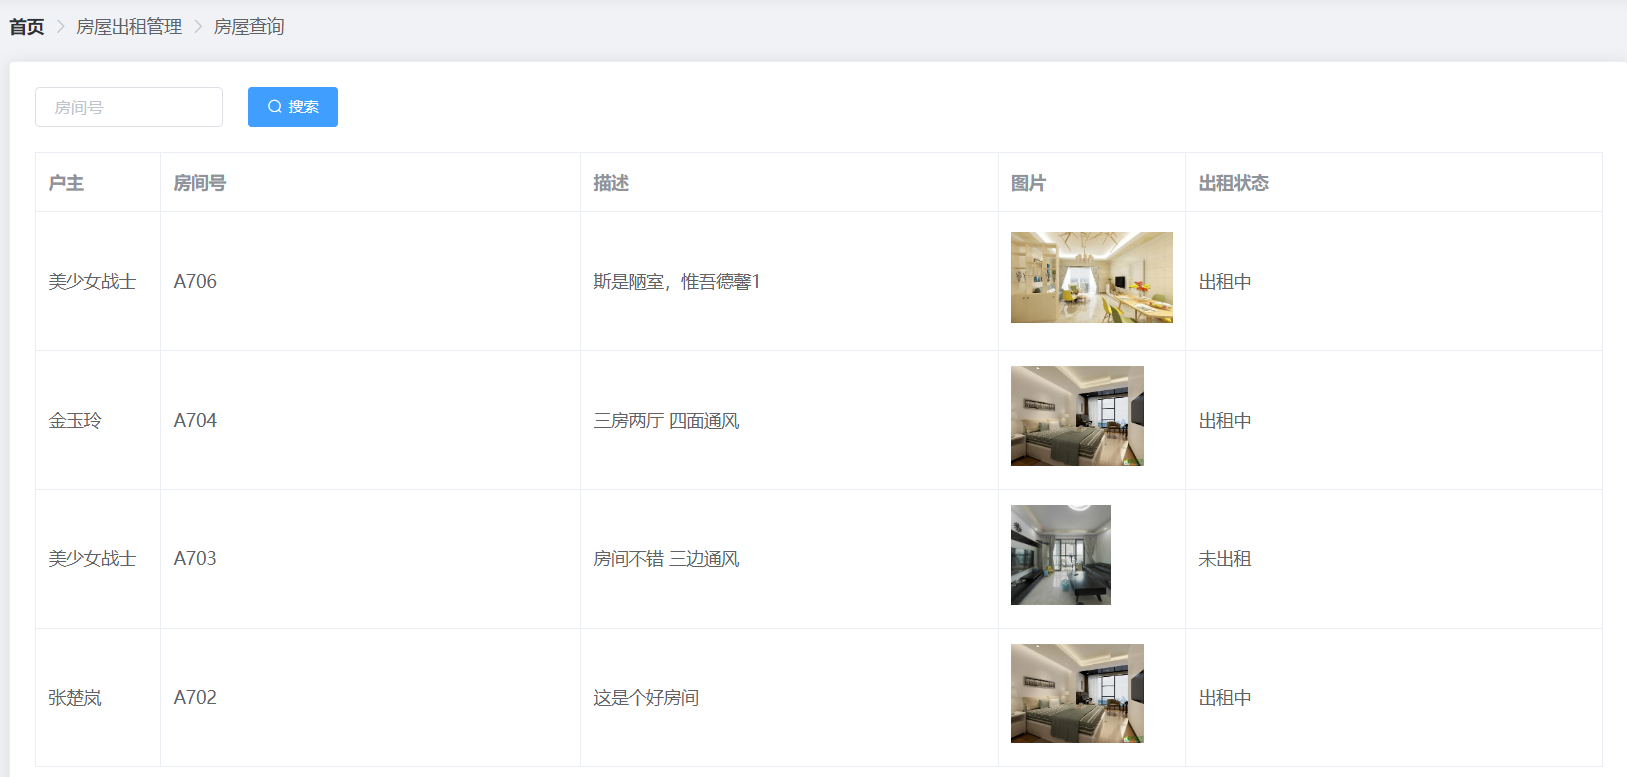 首页 > 房屋出租管理 > 房屋查询
房间号 搜索
户主 房间号 描述 图片 出租状态
美少女战士 A706 斯是陋室，惟吾德馨1 出租中
金玉玲 A704 三房两厅 四面通风 出租中
美少女战士 A703 房间不错 三边通风 未出租
张楚岚 A702 这是个好房间 出租中